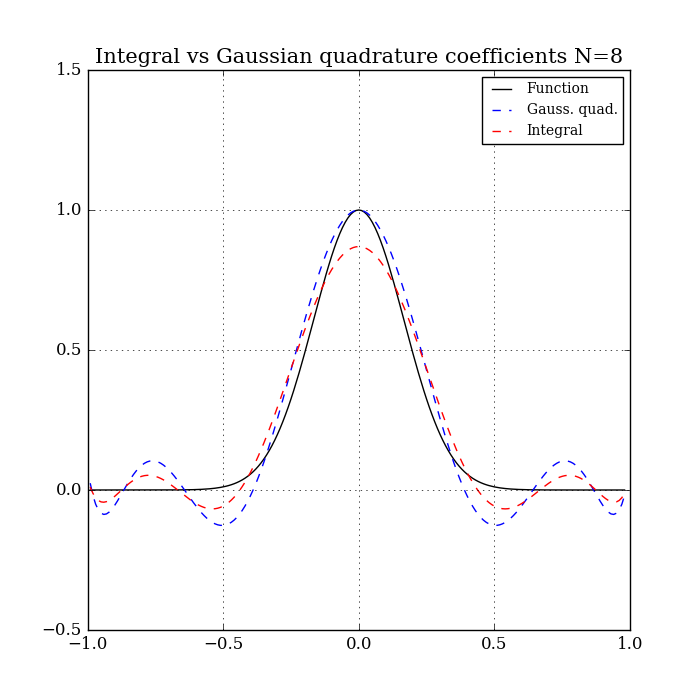 Integral vs Gaussian quadrature coefficients N=8
1.5
Function
Gauss. quad.
Integral
1.0
0.5
0.0
−0.5
−1.0 −0.5 0.0 0.5 1.0